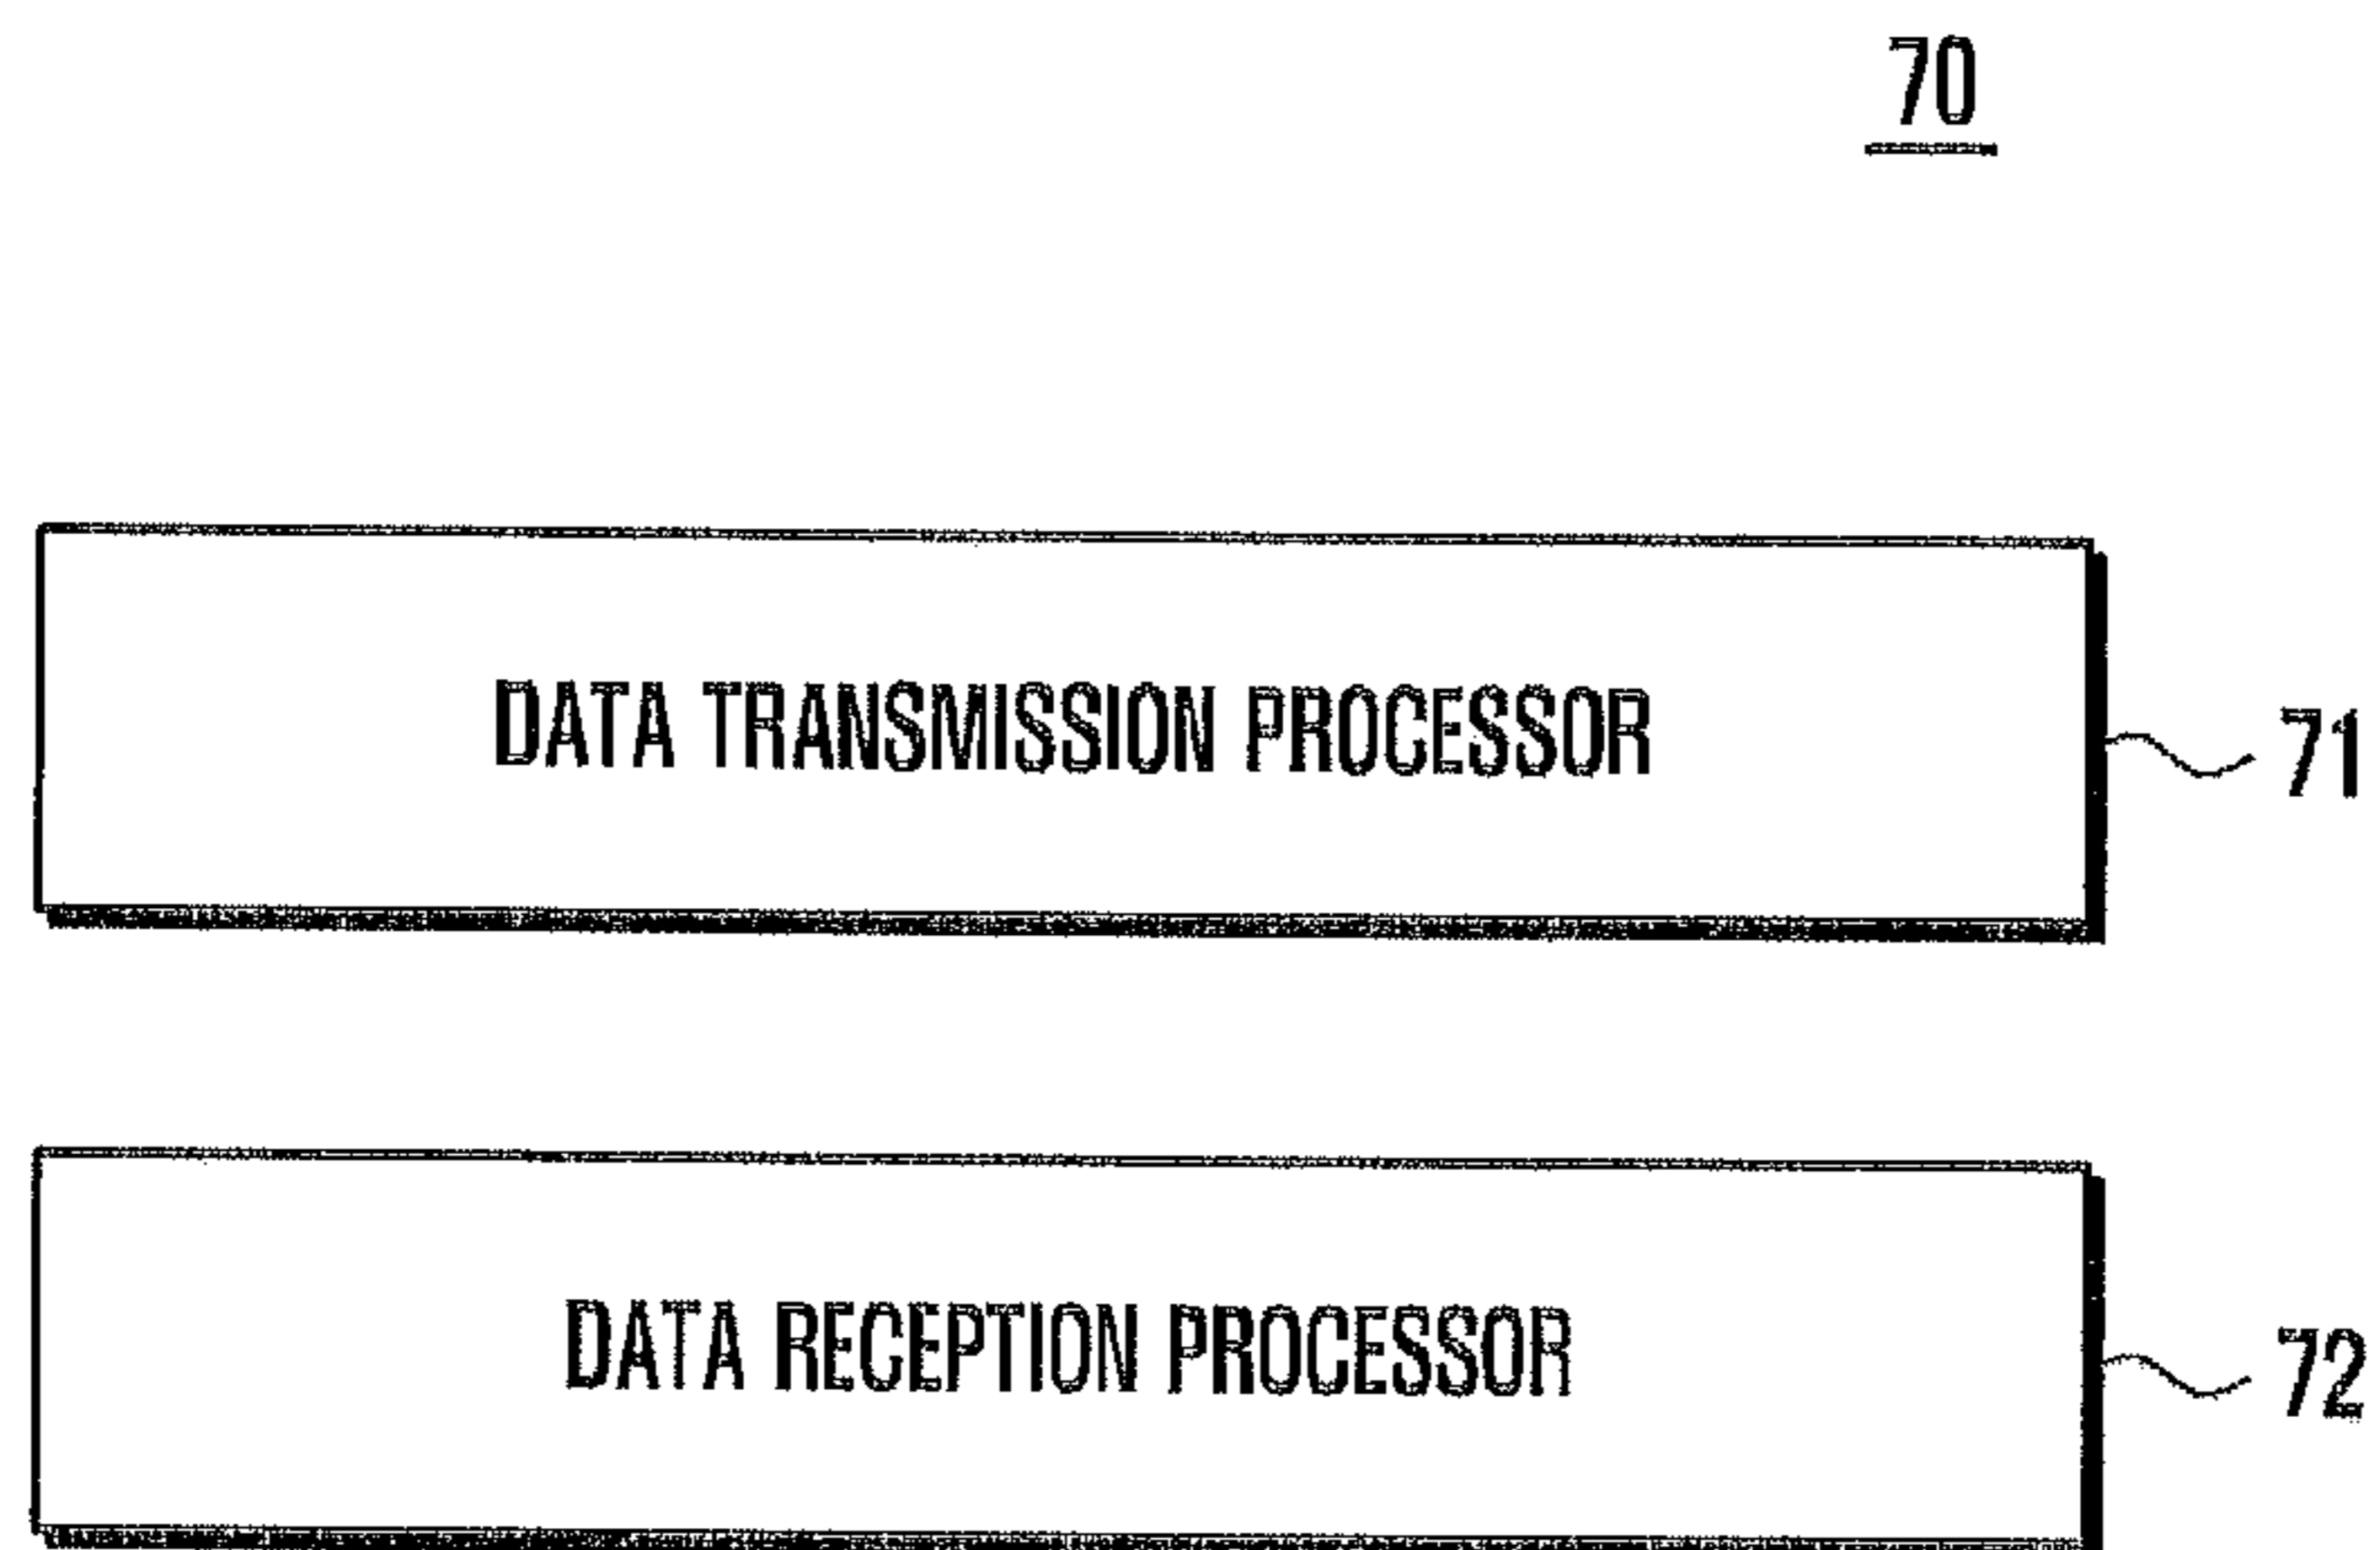 70
DATA TRANSMISSION PROCESSOR
71
DATA RECEPTION PROCESSOR
72